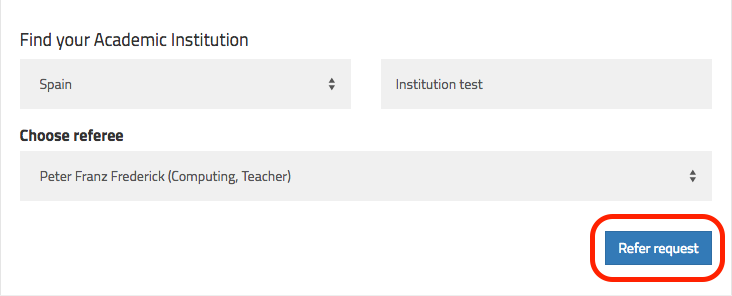 Find your Academic Institution
Spain
Institution test
Choose referee
Peter Franz Frederick (Computing, Teacher)
Refer request